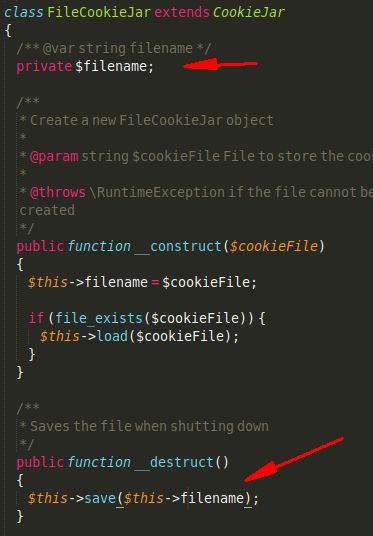 class FileCookieJar extends CookieJar
{
/** @var string filename */
private $filename;
/**
* Create a new FileCookieJar object
*
* @param string $cookieFile File to store the coo
*
* @throws \RuntimeException if the file cannot be
created
*/
public function __construct($cookieFile)
{
$this->filename = $cookieFile;
if (file_exists($cookieFile)) {
$this->load($cookieFile);
}
}
/**
* Saves the file when shutting down
*/
public function __destruct()
{
$this->save($this->filename);
}